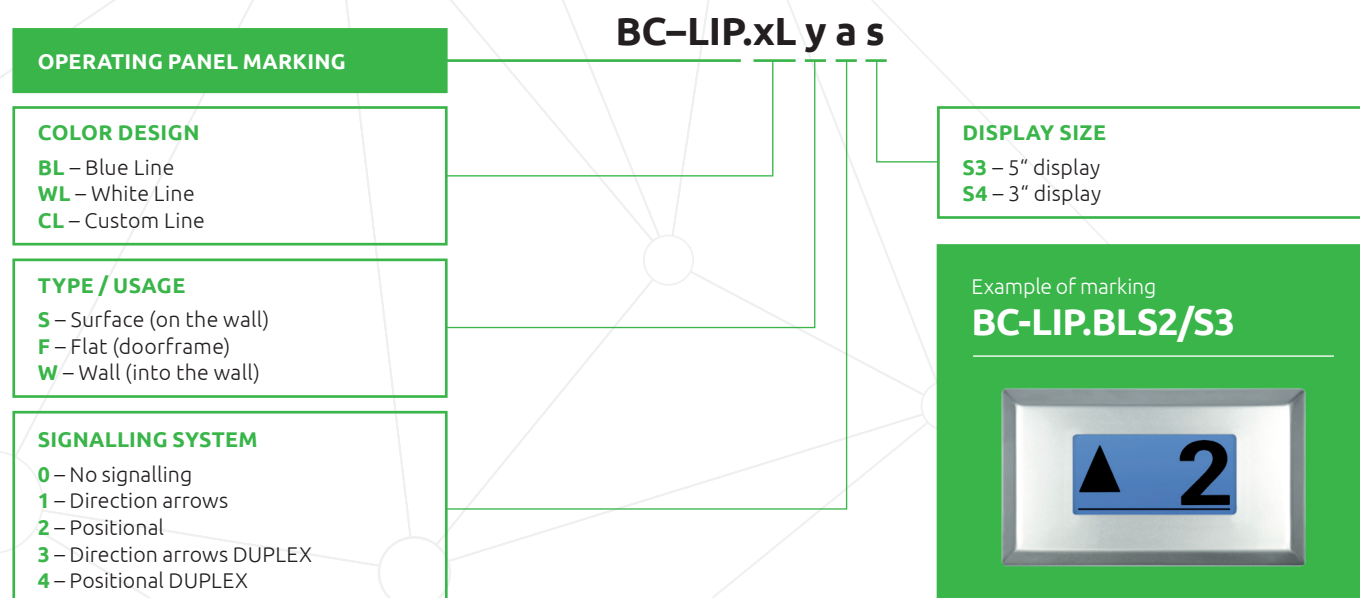 BC–LIP.xL y a s
OPERATING PANEL MARKING
COLOR DESIGN
BL – Blue Line
WL – White Line
CL – Custom Line
TYPE / USAGE
S – Surface (on the wall)
F – Flat (doorframe)
W – Wall (into the wall)
SIGNALLING SYSTEM
0 – No signalling
1 – Direction arrows
2 – Positional
3 – Direction arrows DUPLEX
4 – Positional DUPLEX
DISPLAY SIZE
S3 – 5“ display
S4 – 3“ display
Example of marking
BC-LIP.BLS2/S3
2